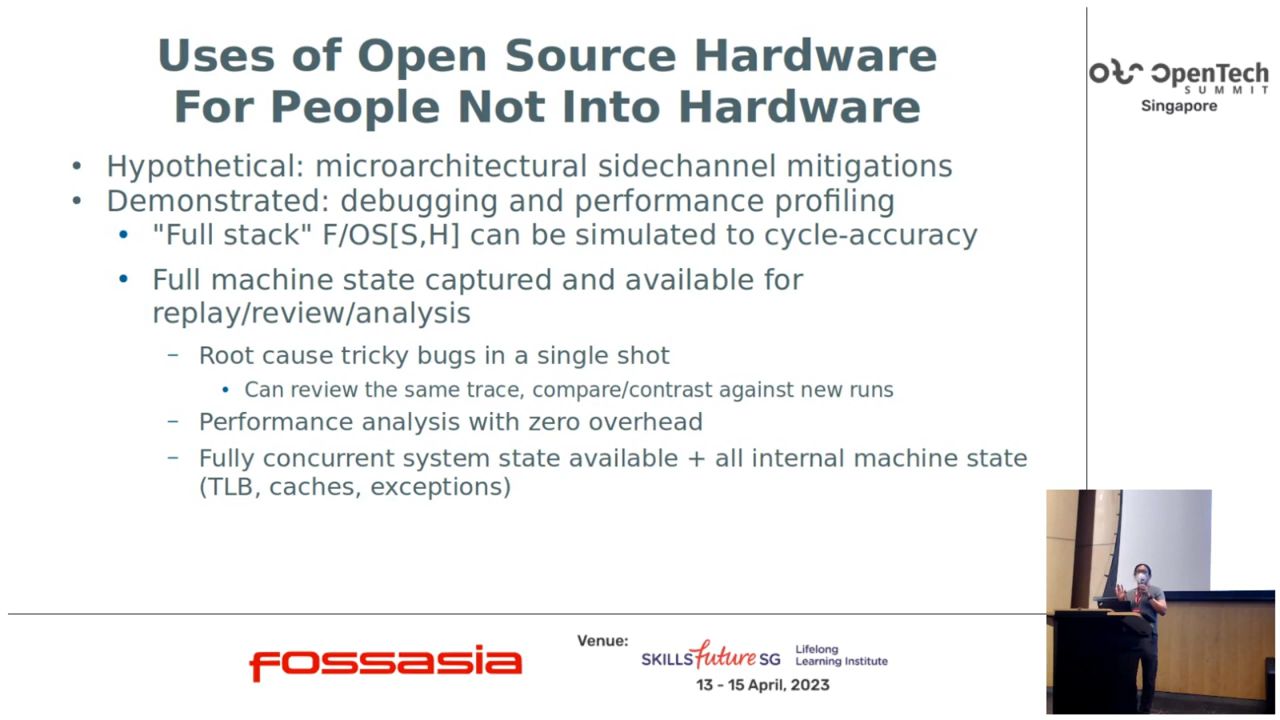 Uses of Open Source Hardware
For People Not Into Hardware
• Hypothetical: microarchitectural sidechannel mitigations
• Demonstrated: debugging and performance profiling
• "Full stack" F/OS[S,H] can be simulated to cycle-accuracy
• Full machine state captured and available for
replay/review/analysis
– Root cause tricky bugs in a single shot
• Can review the same trace, compare/contrast against new runs
– Performance analysis with zero overhead
– Fully concurrent system state available + all internal machine state
(TLB, caches, exceptions)
OpenTech
SUMMIT
Singapore
fossasia
Venue:
SKILLSfuture SG
Lifelong
Learning Institute
13 - 15 April, 2023